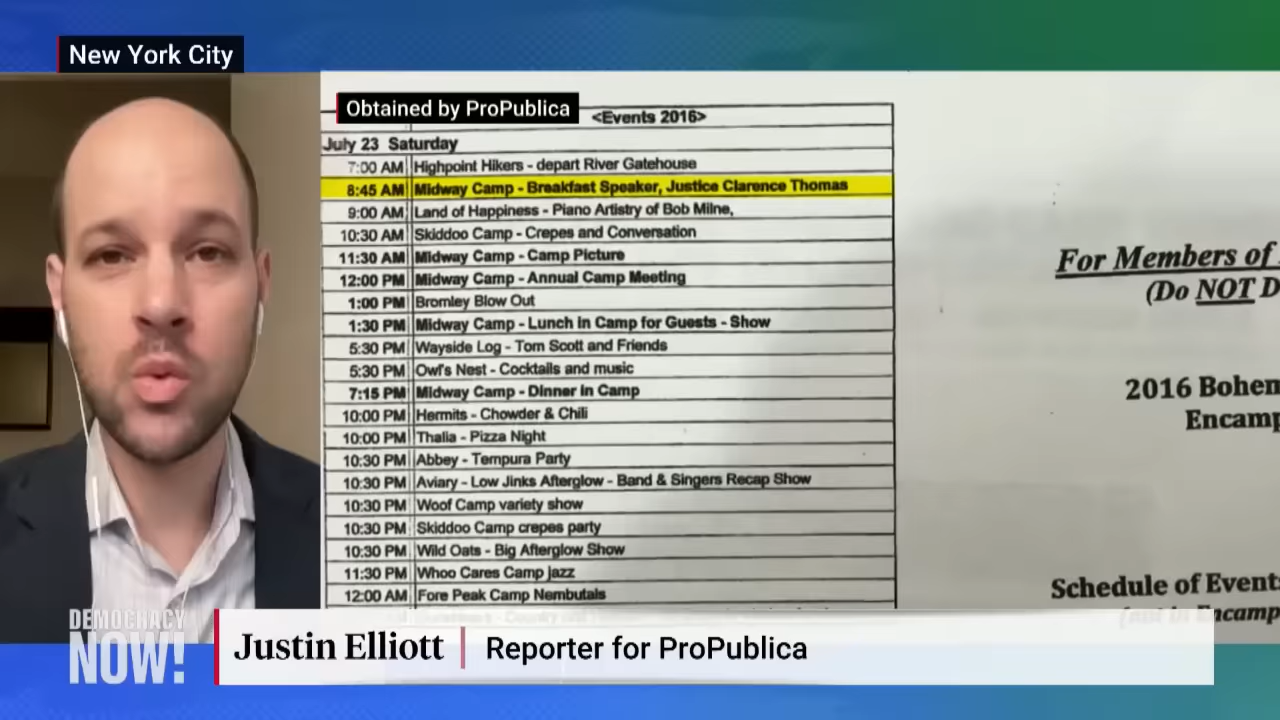 New York City
Obtained by ProPublica
<Events 2016>
July 23 Saturday
7:00 AM Highpoint Hikers - depart River Gatehouse
8:45 AM Midway Camp - Breakfast Speaker, Justice Clarence Thomas
9:00 AM Land of Happiness - Piano Artistry of Bob Milne,
10:30 AM Skiddoo Camp - Crepes and Conversation
11:30 AM Midway Camp - Camp Picture
12:00 PM Midway Camp - Annual Camp Meeting
1:00 PM Bromley Blow Out
1:30 PM Midway Camp - Lunch in Camp for Guests - Show
5:30 PM Wayside Log - Tom Scott and Friends
5:30 PM Owl's Nest - Cocktails and music
7:15 PM Midway Camp - Dinner in Camp
10:00 PM Hermits - Chowder & Chili
10:00 PM Thalia - Pizza Night
10:30 PM Abbey - Tempura Party
10:30 PM Aviary - Low Jinks Afterglow - Band & Singers Recap Show
10:30 PM Woof Camp variety show
10:30 PM Skiddoo Camp crepes party
10:30 PM Wild Oats - Big Afterglow Show
11:30 PM Whoo Cares Camp jazz
12:00 AM Fore Peak Camp Nembutals
For Members of
(Do NOT D
2016 Bohem
Encamp
Schedule of Events
DEMOCRACY
NOW!
Justin Elliott
Reporter for ProPublica